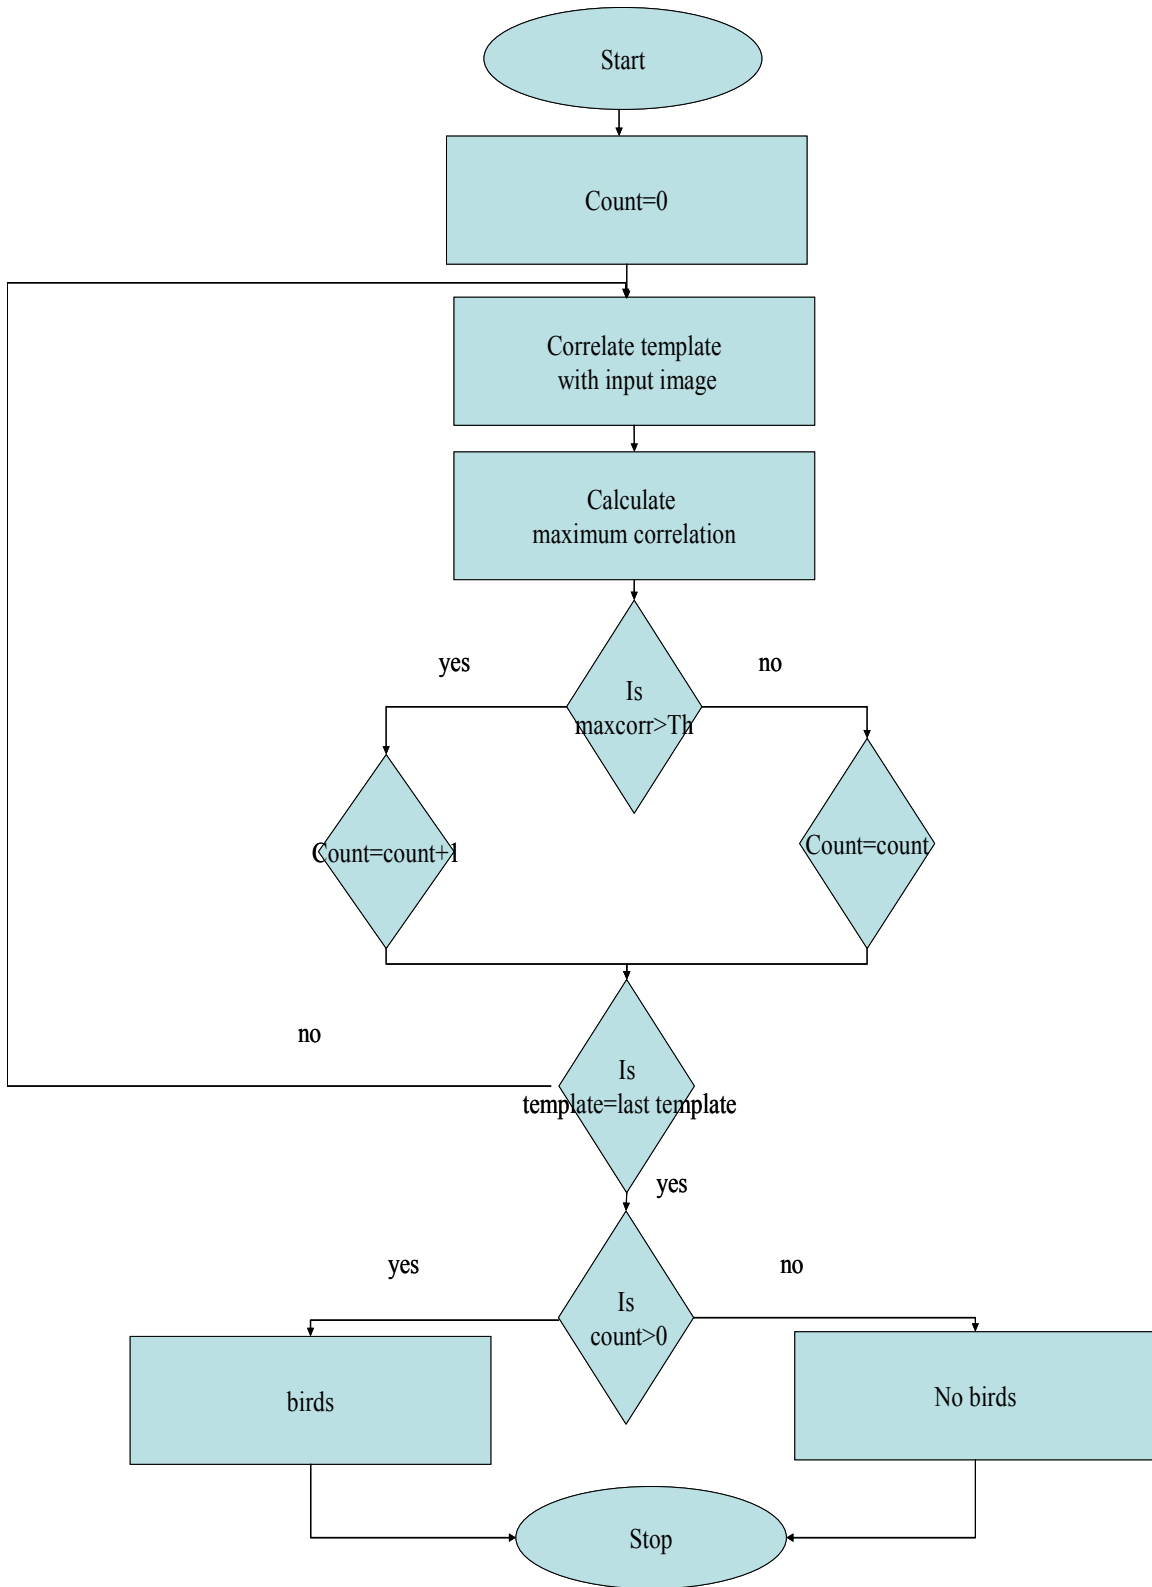 Start
Count=0
Correlate template
with input image
Calculate
maximum correlation
yes
no
Is
maxcorr>Th
Count=count+1
Count=count
no
Is
template=last template
yes
yes
no
Is
count>0
birds
No birds
Stop